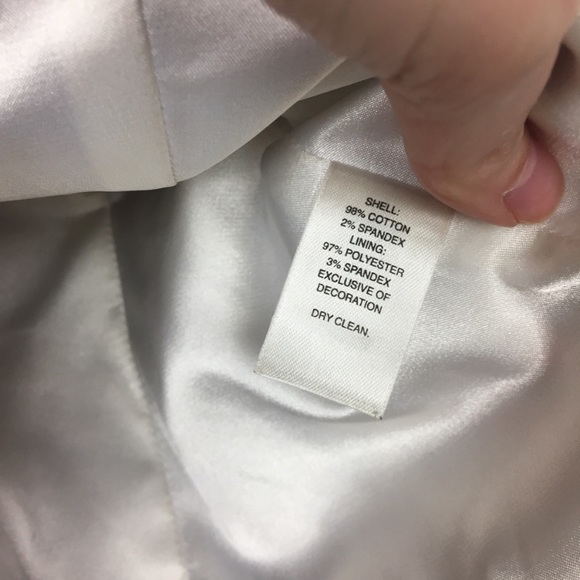 SHELL:
98% COTTON
2% SPANDEX
LINING:
97% POLYESTER
3% SPANDEX
EXCLUSIVE OF
DECORATION
DRY CLEAN.